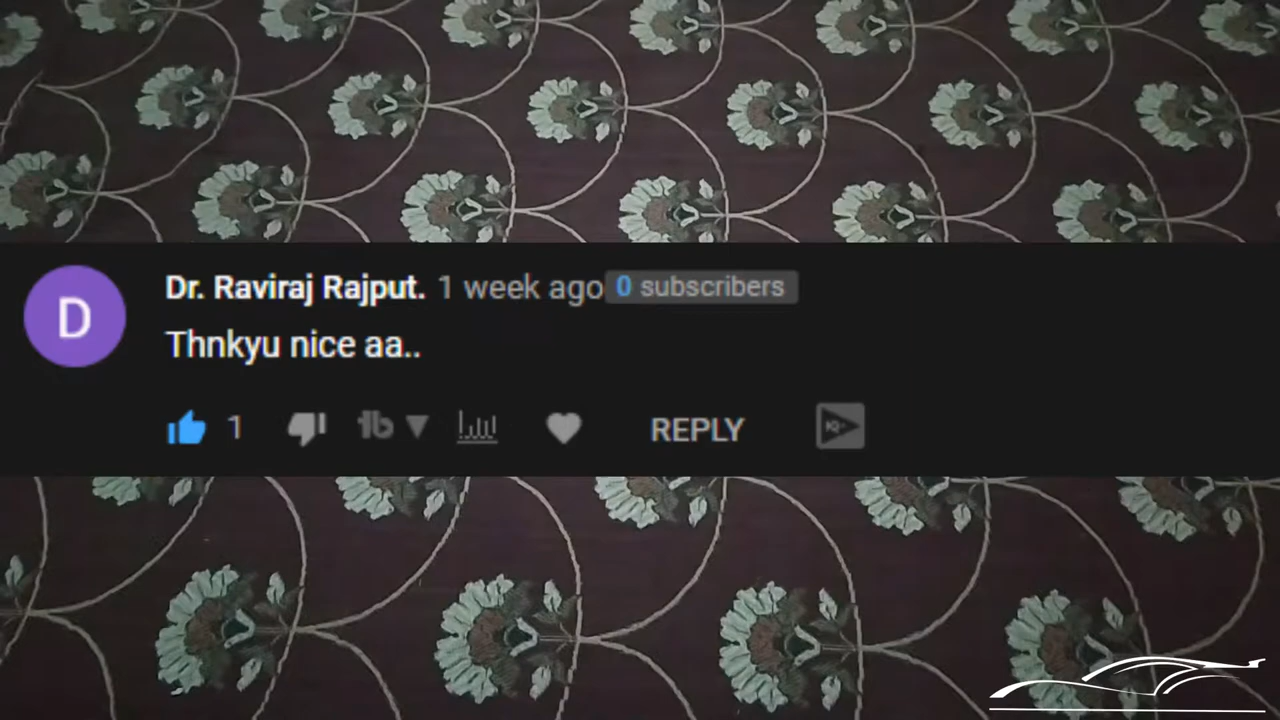 D
Dr. Raviraj Rajput. 1 week ago 0 subscribers
Thnkyu nice aa..
1 REPLY